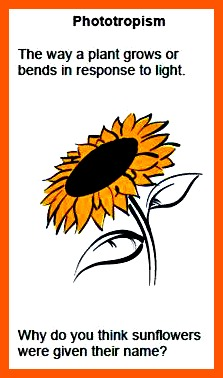 Phototropism
The way a plant grows or
bends in response to light.
Why do you think sunflowers
were given their name?